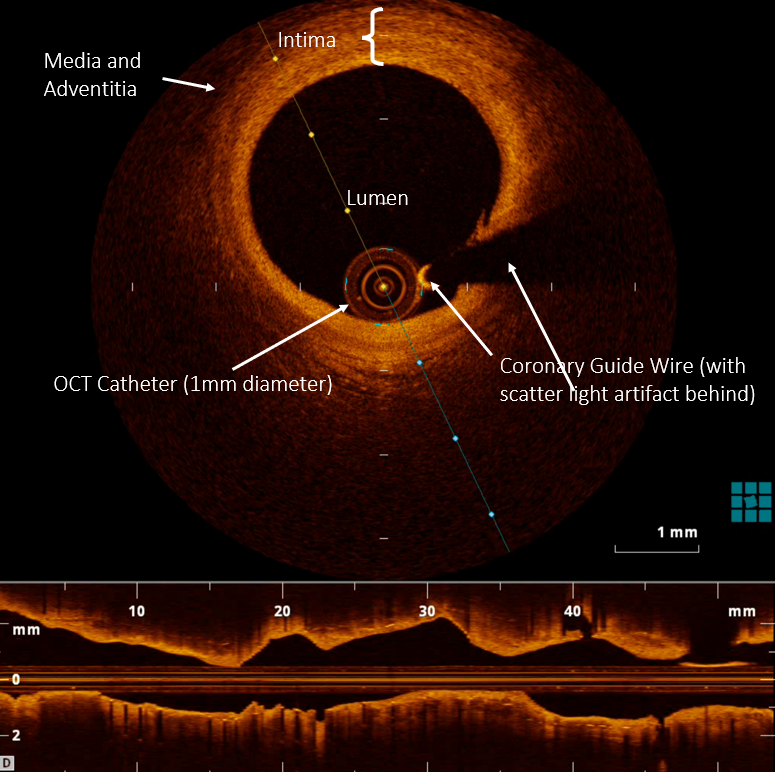 Intima
Media and
Adventitia
Lumen
OCT Catheter (1mm diameter)
Coronary Guide Wire (with
scatter light artifact behind)
1 mm
10 20 30 40 mm
mm
0
2
D